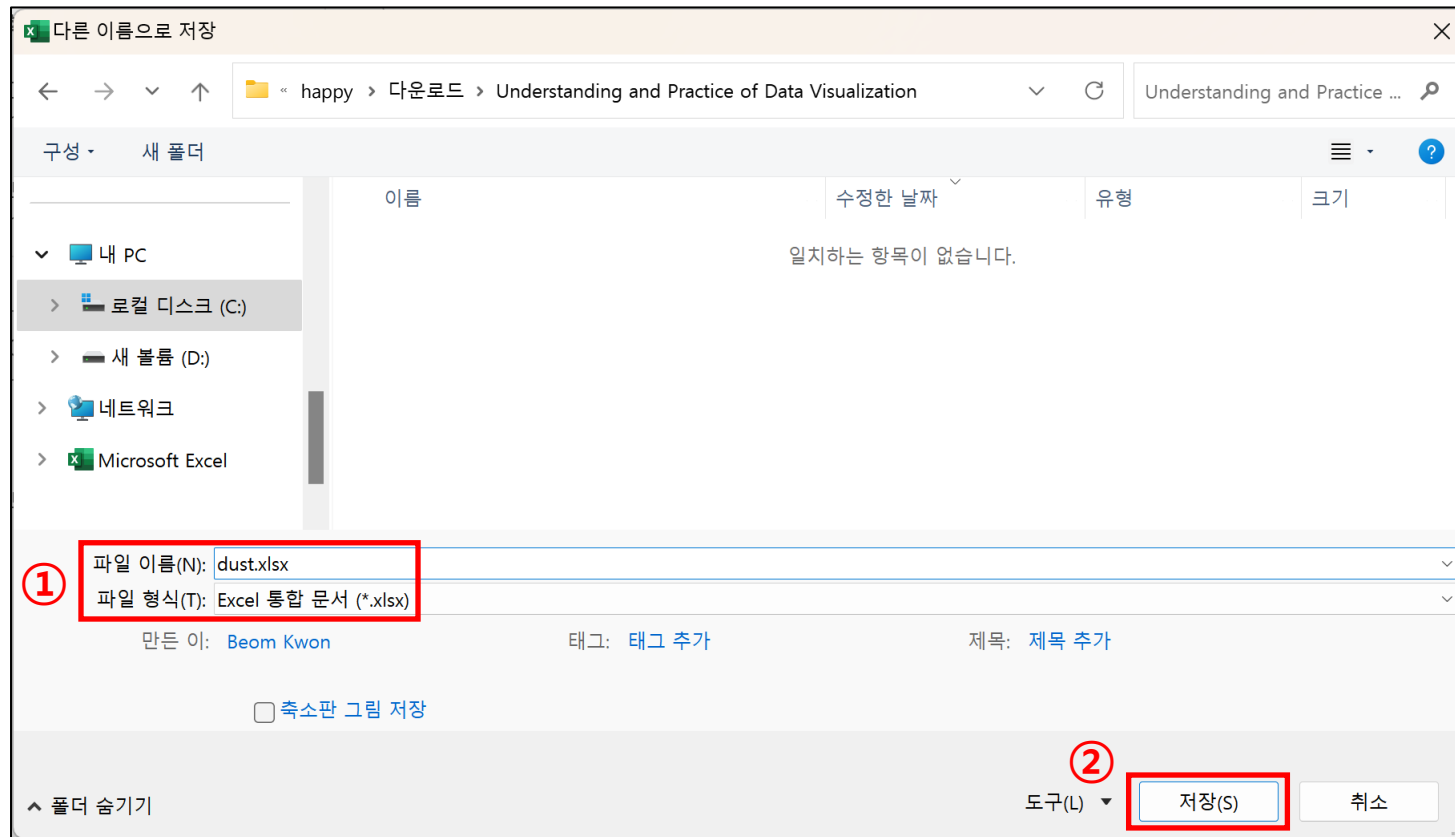 다른 이름으로 저장
« happy > 다운로드 > Understanding and Practice of Data Visualization
Understanding and Practice ...
구성
새 폴더
이름 수정한 날짜 유형 크기
일치하는 항목이 없습니다.
내 PC
로컬 디스크 (C:)
새 볼륨 (D:)
네트워크
Microsoft Excel
①
파일 이름(N): dust.xlsx
파일 형식(T): Excel 통합 문서 (*.xlsx)
만든 이: Beom Kwon 태그: 태그 추가 제목: 제목 추가
축소판 그림 저장
②
폴더 숨기기 도구(L) 저장(S) 취소